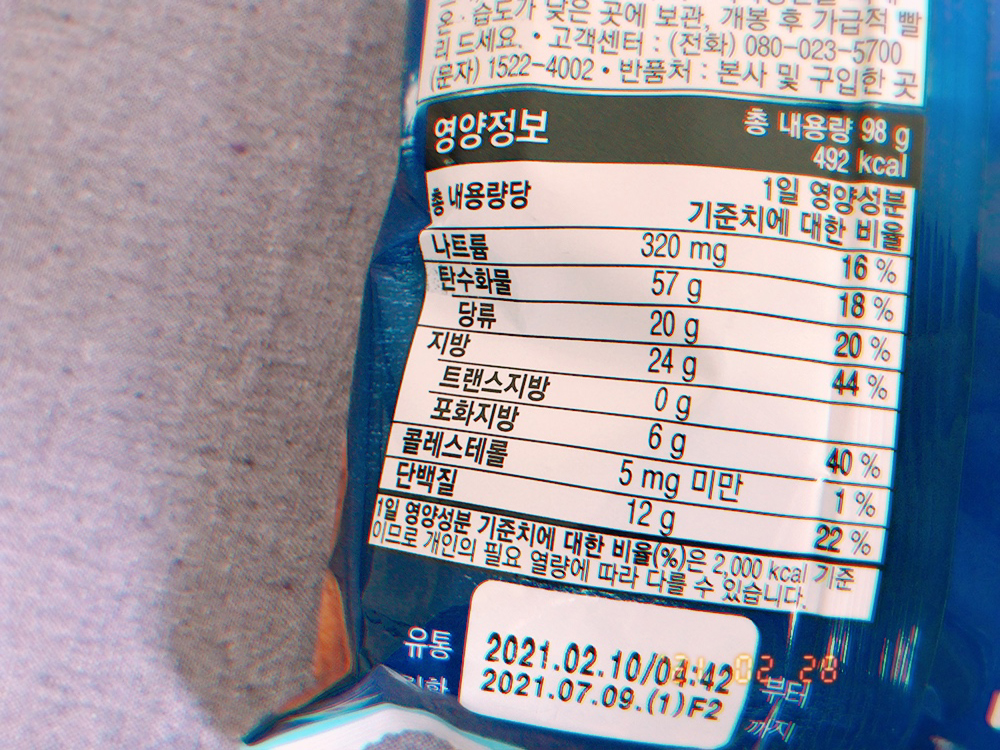 온·습도가 낮은 곳에 보관, 개봉 후 가급적 빨
리 드세요. • 고객센터 : (전화) 080-023-5700
(문자) 1522-4002 • 반품처 : 본사 및 구입한 곳
영양정보 총 내용량 98 g
492 kcal
총 내용량당 1일 영양성분
기준치에 대한 비율
나트륨 320 mg 16 %
탄수화물 57 g 18 %
당류 20 g 20 %
지방 24 g 44 %
트랜스지방 0 g
포화지방 6 g 40 %
콜레스테롤 5 mg 미만 1 %
단백질 12 g 22 %
1일 영양성분 기준치에 대한 비율(%)은 2,000 kcal 기준
이므로 개인의 필요 열량에 따라 다를 수 있습니다.
유통 2021.02.10/04:42 부터
2021.07.09.(1)F2 까지
02 28